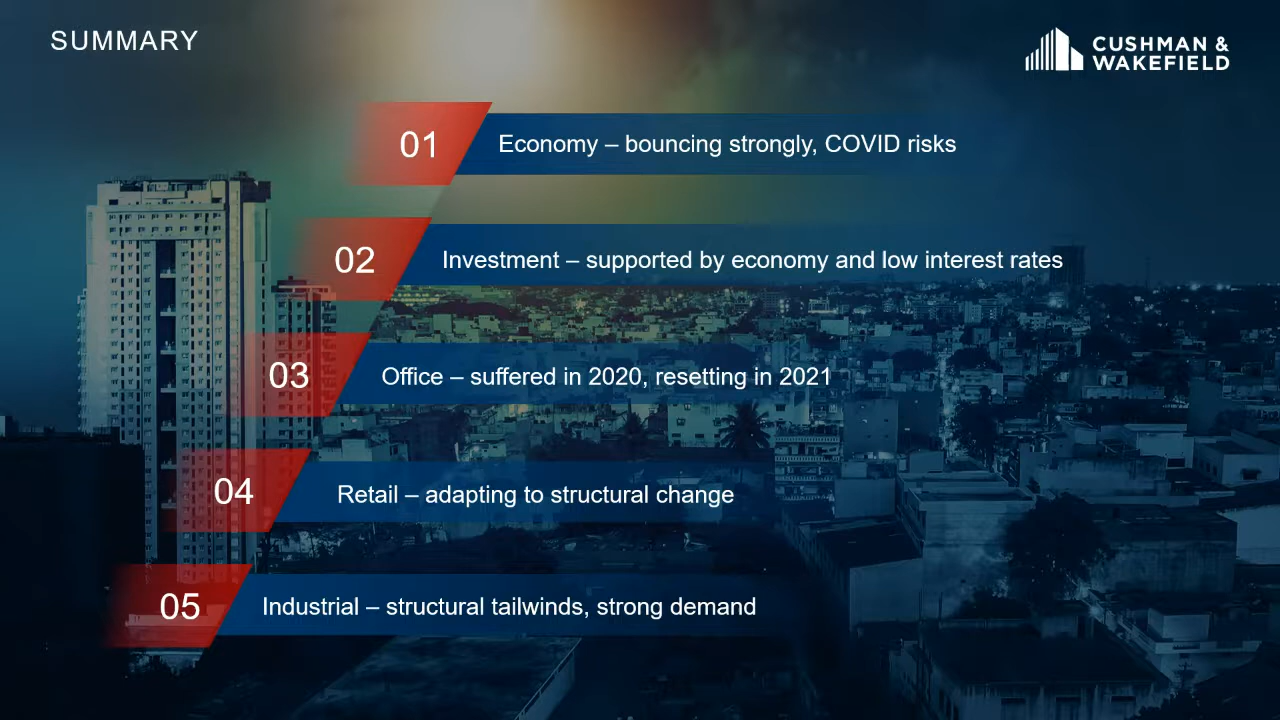 SUMMARY
CUSHMAN &
WAKEFIELD
01
Economy – bouncing strongly, COVID risks
02
Investment – supported by economy and low interest rates
03
Office – suffered in 2020, resetting in 2021
04
Retail – adapting to structural change
05
Industrial – structural tailwinds, strong demand